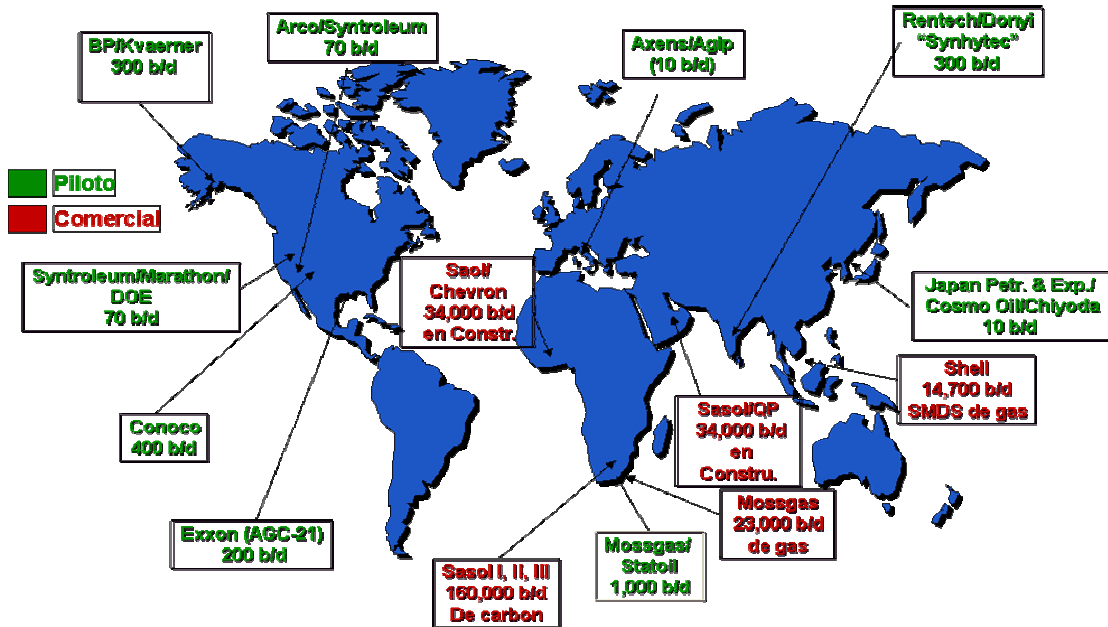 Arco/Syntroleum
70 b/d
BP/Kvaerner
300 b/d
Axens/Agip
(10 b/d)
Rentech/Donyi
“Synhytec”
300 b/d
Piloto
Comercial
Syntroleum/Marathon/
DOE
70 b/d
Saol/
Chevron
34,000 b/d
en Constr.
Japan Petr. & Exp./
Cosmo Oil/Chiyoda
10 b/d
Shell
14,700 b/d
SMDS de gas
Conoco
400 b/d
Sasol/QP
34,000 b/d
en
Constru.
Exxon (AGC-21)
200 b/d
Mossgas
23,000 b/d
de gas
Mossgas/
Statoil
1,000 b/d
Sasol I, II, III
160,000 b/d
De carbon